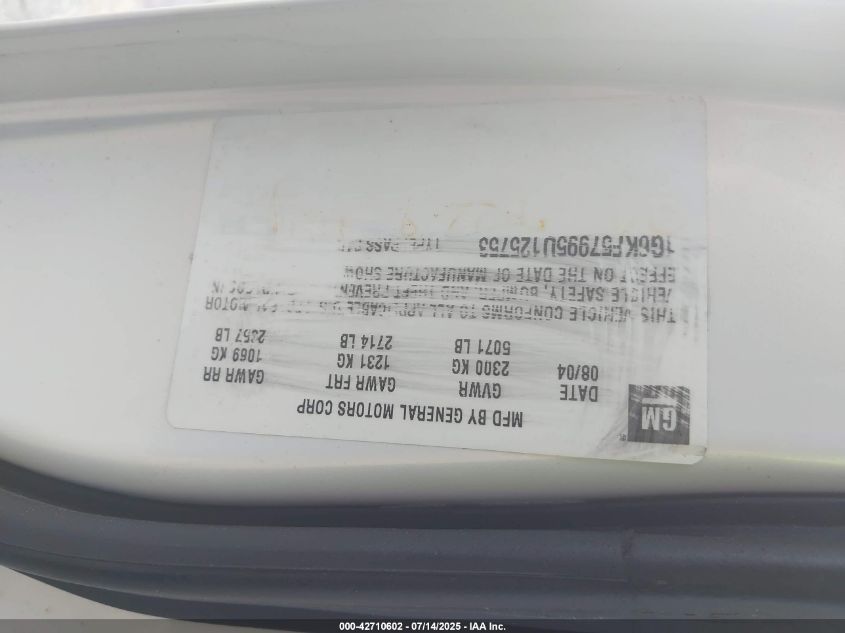 GM
MFD BY GENERAL MOTORS CORP
DATE GVWR GAWR FRT GAWR RR
08/04 2300 KG 1231 KG 1069 KG
5071 LB 2714 LB 2357 LB
THIS VEHICLE CONFORMS TO ALL APPLICABLE U.S. MOTOR
VEHICLE SAFETY, BUMPER, AND THEFT PREVEN
EFFECT ON THE DATE OF MANUFACTURE SHOW
1G6KF57995U125753 TYPE: PASS
000-42710602 - 07/14/2025 - IAA Inc.